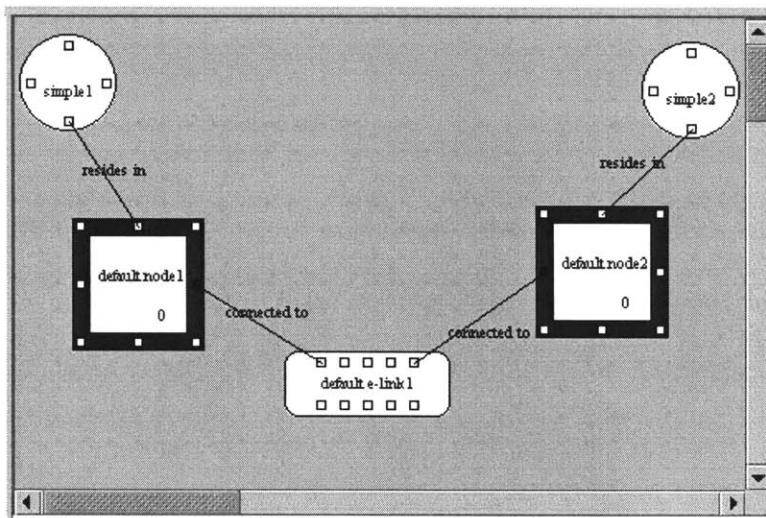 simple1
simple2
resides in
resides in
default node1
0
default node2
0
connected to
connected to
default e-link1